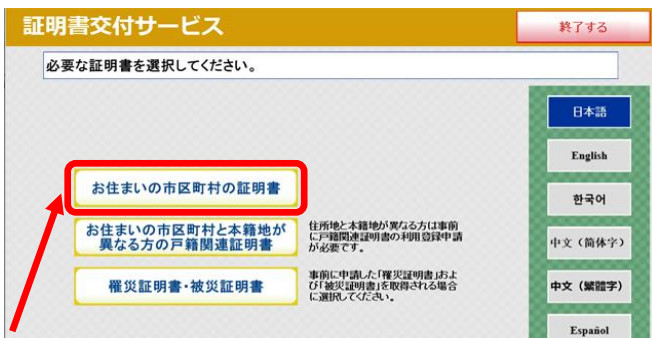 証明書交付サービス
終了する
必要な証明書を選択してください。
日本語
English
お住まいの市区町村の証明書
한국어
お住まいの市区町村と本籍地が
異なる方の戸籍関連証明書
住所地と本籍地が異なる方は事前
に戸籍関連証明書の利用登録申請
が必要です。
中文（简体字）
罹災証明書・被災証明書
事前に申請した「罹災証明書」およ
び「被災証明書」を取得される場合
に選択してください。
中文（繁體字）
Español